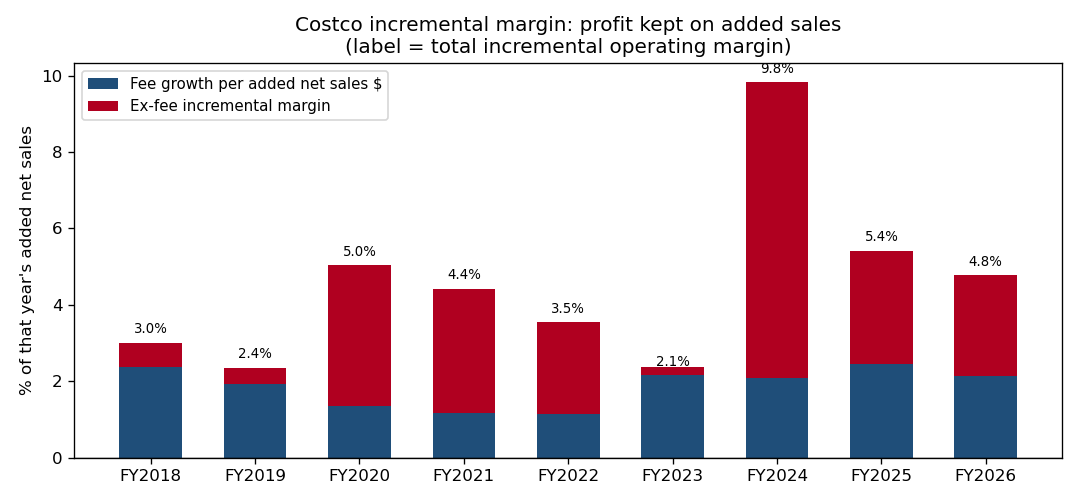 Costco incremental margin: profit kept on added sales
(label = total incremental operating margin)
Fee growth per added net sales $
Ex-fee incremental margin
% of that year's added net sales
10
8
6
4
2
0
3.0%
2.4%
5.0%
4.4%
3.5%
2.1%
9.8%
5.4%
4.8%
FY2018
FY2019
FY2020
FY2021
FY2022
FY2023
FY2024
FY2025
FY2026